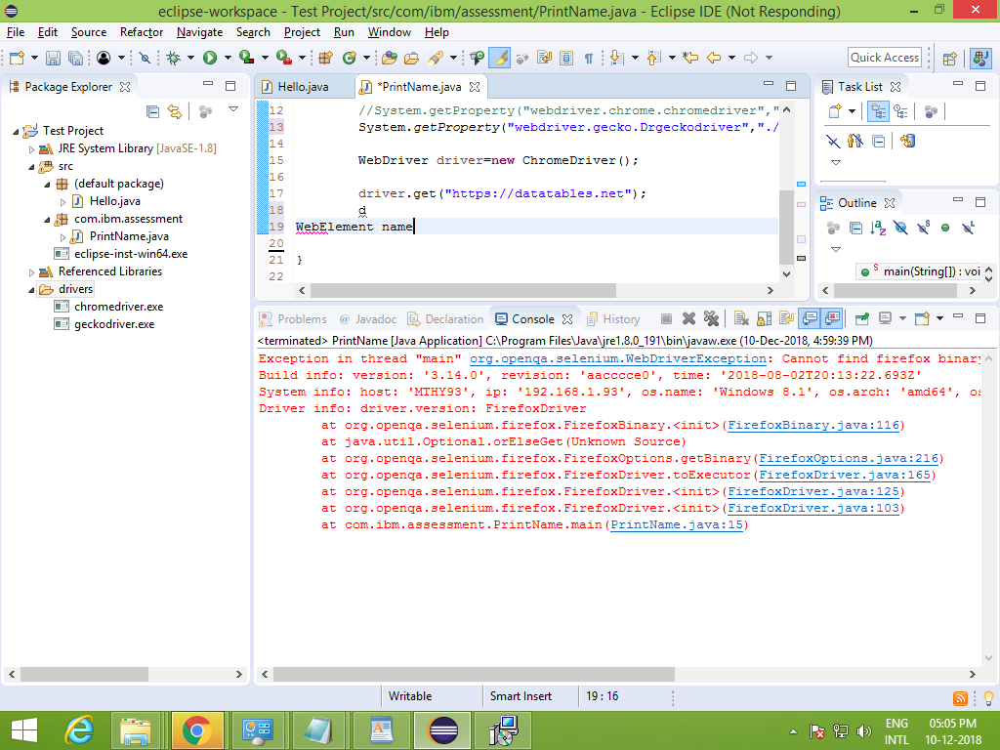 eclipse-workspace - Test Project/src/com/ibm/assessment/PrintName.java - Eclipse IDE (Not Responding)
File Edit Source Refactor Navigate Search Project Run Window Help
Quick Access
Package Explorer
Test Project
JRE System Library [JavaSE-1.8]
src
(default package)
Hello.java
com.ibm.assessment
PrintName.java
eclipse-inst-win64.exe
Referenced Libraries
drivers
chromedriver.exe
geckodriver.exe
Hello.java *PrintName.java
12 //System.getProperty("webdriver.chrome.chromedriver","
13 System.getProperty("webdriver.gecko.Drgeckodriver","./
14
15 WebDriver driver=new ChromeDriver();
16
17 driver.get("https://datatables.net");
18 d
19 WebElement name
20
21 }
22
Task List
Outline
main(String[]) : voi
Problems @ Javadoc Declaration Console History
<terminated> PrintName [Java Application] C:\Program Files\Java\jre1.8.0_191\bin\javaw.exe (10-Dec-2018, 4:59:39 PM)
Exception in thread "main" org.openqa.selenium.WebDriverException: Cannot find firefox binary
Build info: version: '3.14.0', revision: 'aacccce0', time: '2018-08-02T20:13:22.693Z'
System info: host: 'MTHY93', ip: '192.168.1.93', os.name: 'Windows 8.1', os.arch: 'amd64', os
Driver info: driver.version: FirefoxDriver
at org.openqa.selenium.firefox.FirefoxBinary.<init>(FirefoxBinary.java:116)
at java.util.Optional.orElseGet(Unknown Source)
at org.openqa.selenium.firefox.FirefoxOptions.getBinary(FirefoxOptions.java:216)
at org.openqa.selenium.firefox.FirefoxDriver.toExecutor(FirefoxDriver.java:165)
at org.openqa.selenium.firefox.FirefoxDriver.<init>(FirefoxDriver.java:125)
at org.openqa.selenium.firefox.FirefoxDriver.<init>(FirefoxDriver.java:103)
at com.ibm.assessment.PrintName.main(PrintName.java:15)
Writable Smart Insert 19 : 16
ENG 05:05 PM
INTL 10-12-2018